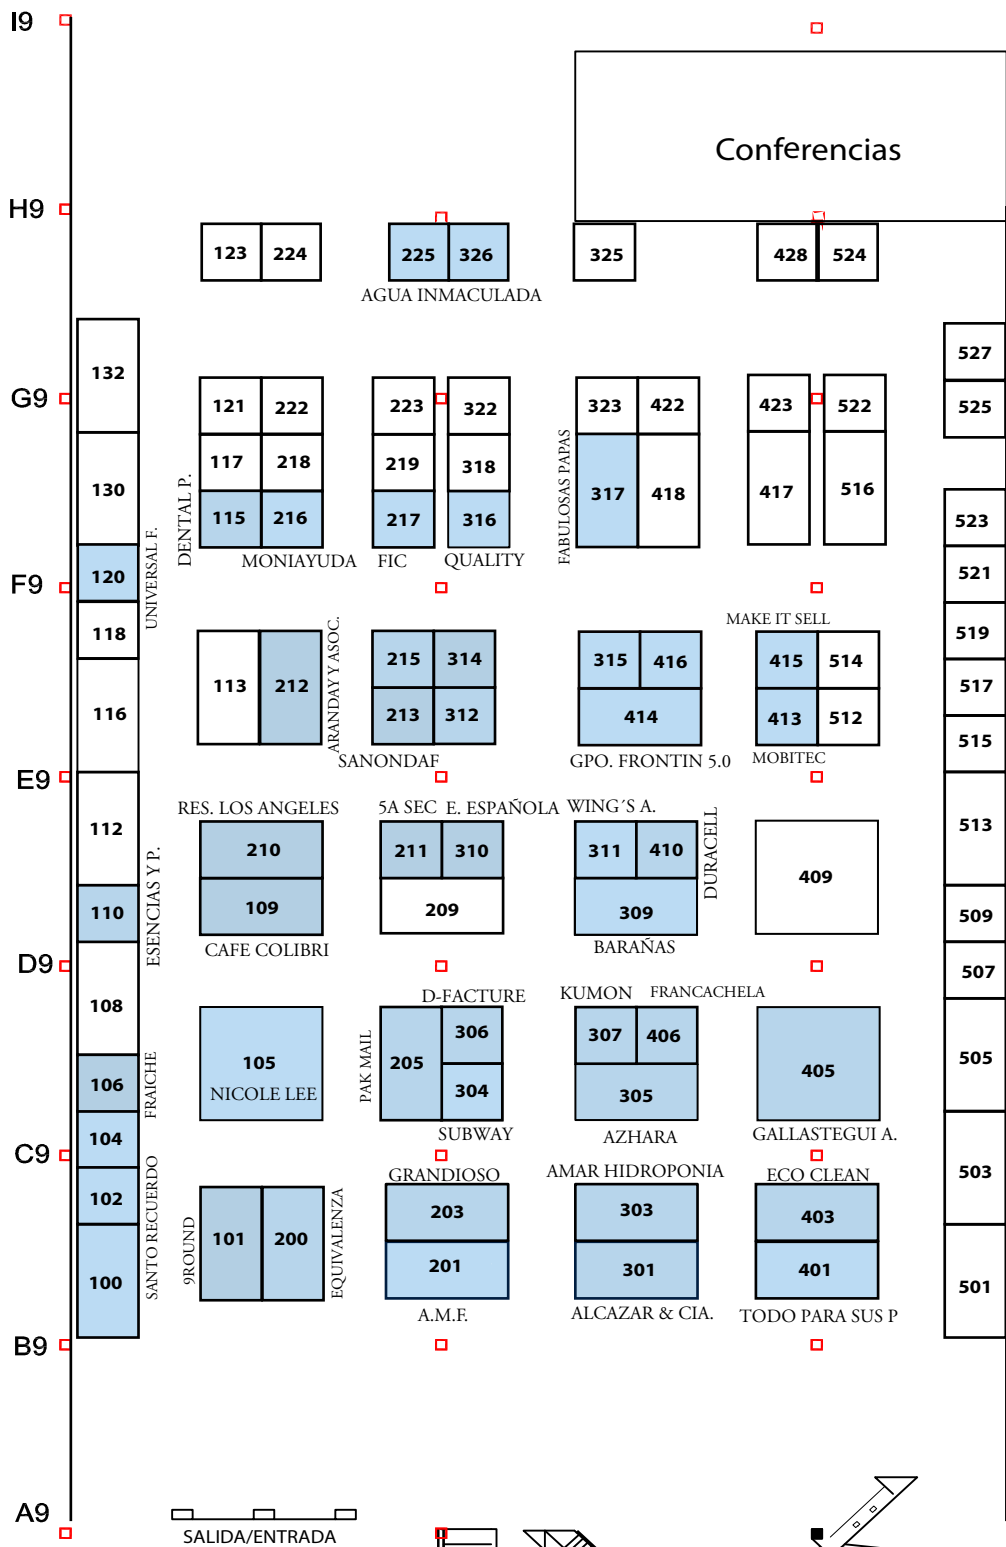 I9
Conferencias
H9
123 224 225 326 325 428 524
AGUA INMACULADA
132
527
G9
121 222 223 322 323 422 423 522
525
117 218 219 318
FABULOSAS PAPAS
317 418 417 516
130
DENTAL P.
115 216 217 316
523
MONIAYUDA FIC QUALITY
F9
120
UNIVERSAL F.
521
118
519
MAKE IT SELL
113 212
ARANDAY Y ASOC.
215 314 315 416 415 514
517
116
213 312 414 413 512
515
SANONDAF GPO. FRONTIN 5.0 MOBITEC
E9
RES. LOS ANGELES 5A SEC E. ESPAÑOLA WING´S A.
112
210 211 310 311 410
DURACELL
513
409
110
ESENCIAS Y P.
109 209 309
509
CAFE COLIBRI BARAÑAS
D9
507
108
D-FACTURE KUMON FRANCACHELA
105
NICOLE LEE
PAK MAIL
205 306 307 406 405
505
106
FRAICHE
304 305
104
SUBWAY AZHARA GALLASTEGUI A.
C9
GRANDIOSO AMAR HIDROPONIA ECO CLEAN
503
102
SANTO RECUERDO
9ROUND
101 200
EQUIVALENZA
203 303 403
100
201 301 401
501
A.M.F. ALCAZAR & CIA. TODO PARA SUS P
B9
A9
SALIDA/ENTRADA